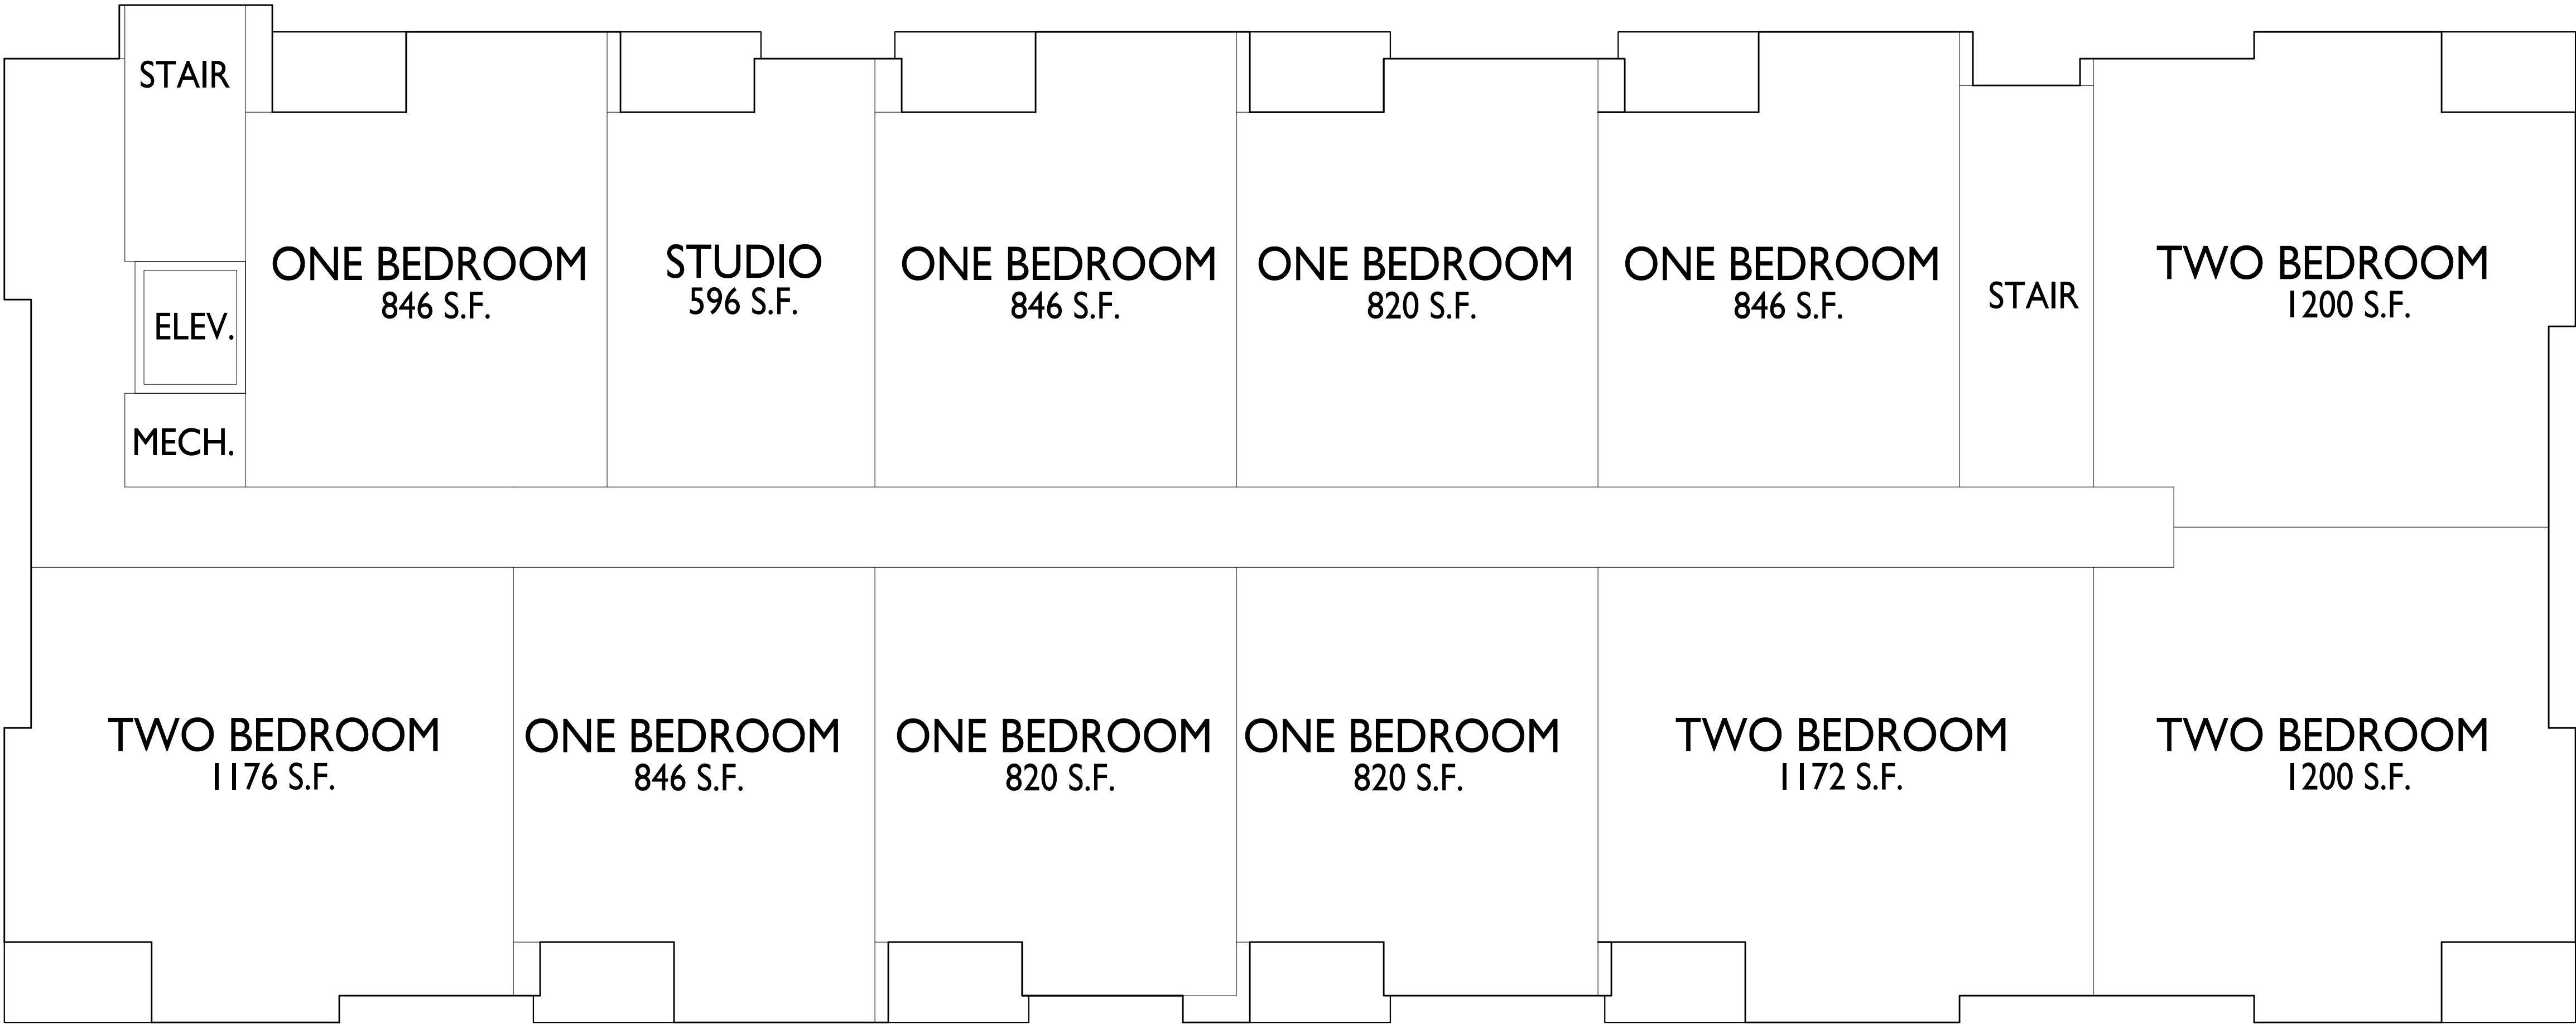 STAIR
ONE BEDROOM
846 S.F.
STUDIO
596 S.F.
ONE BEDROOM
846 S.F.
ONE BEDROOM
820 S.F.
ONE BEDROOM
846 S.F.
STAIR
TWO BEDROOM
1200 S.F.
ELEV.
MECH.
TWO BEDROOM
1176 S.F.
ONE BEDROOM
846 S.F.
ONE BEDROOM
820 S.F.
ONE BEDROOM
820 S.F.
TWO BEDROOM
1172 S.F.
TWO BEDROOM
1200 S.F.